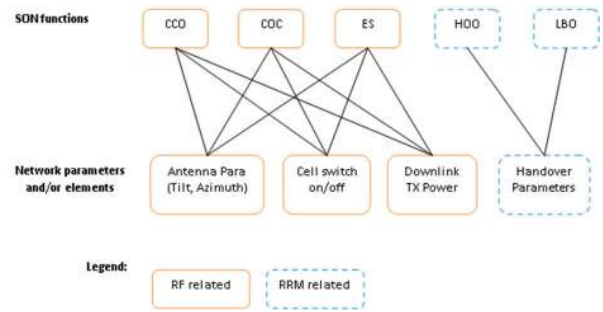 SON functions
CCO
COC
ES
HOO
LBO
Network parameters
and/or elements
Antenna Para
(Tilt, Azimuth)
Cell switch
on/off
Downlink
TX Power
Handover
Parameters
Legend:
RF related
RRM related